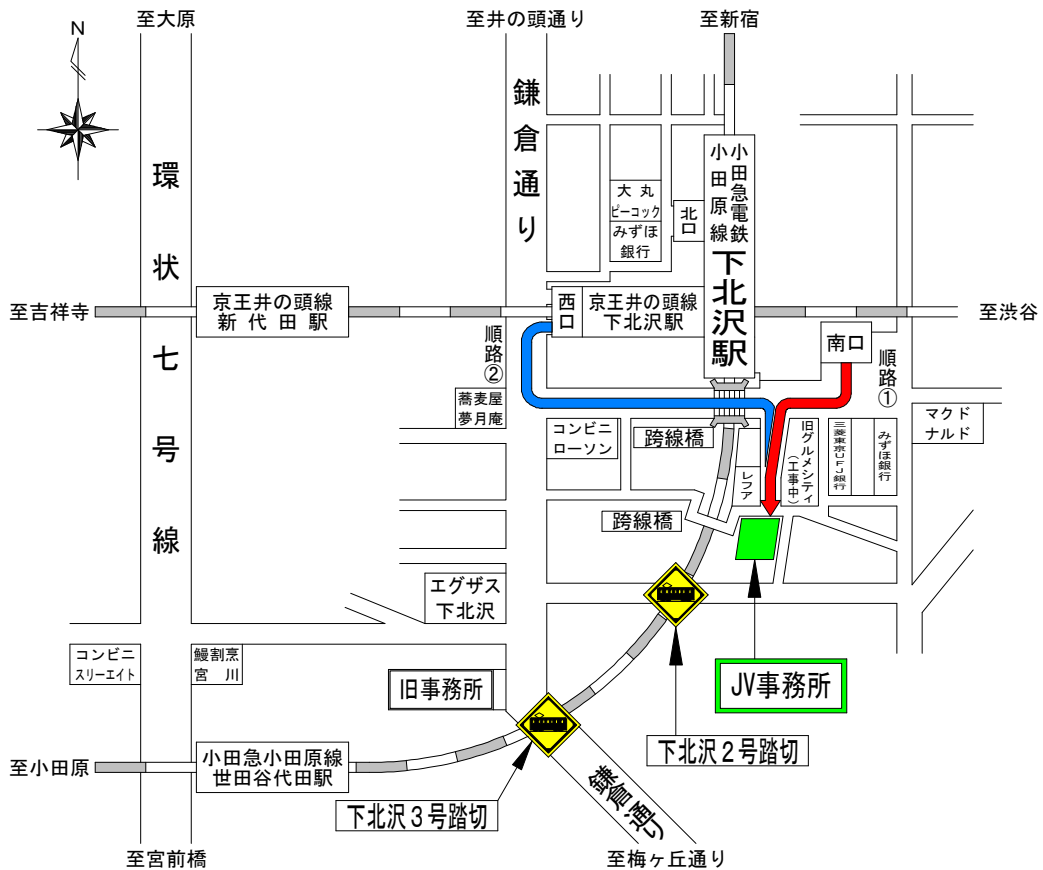 至大原
至井の頭通り
至新宿
N
鎌倉通り
環状七号線
小田急電鉄
小田原線
下北沢駅
大丸
ピーコック
みずほ
銀行
北口
至吉祥寺
京王井の頭線
新代田駅
西口
京王井の頭線
下北沢駅
至渋谷
南口
順路②
順路①
蕎麦屋
夢月庵
コンビニ
ローソン
跨線橋
レフア
旧グルメシティ
(工事中)
三菱東京UFJ銀行
みずほ銀行
マクド
ナルド
跨線橋
エグザス
下北沢
コンビニ
スリーエイト
鰻割烹
宮川
旧事務所
JV事務所
下北沢2号踏切
至小田原
小田急小田原線
世田谷代田駅
下北沢3号踏切
鎌倉通り
至宮前橋
至梅ヶ丘通り